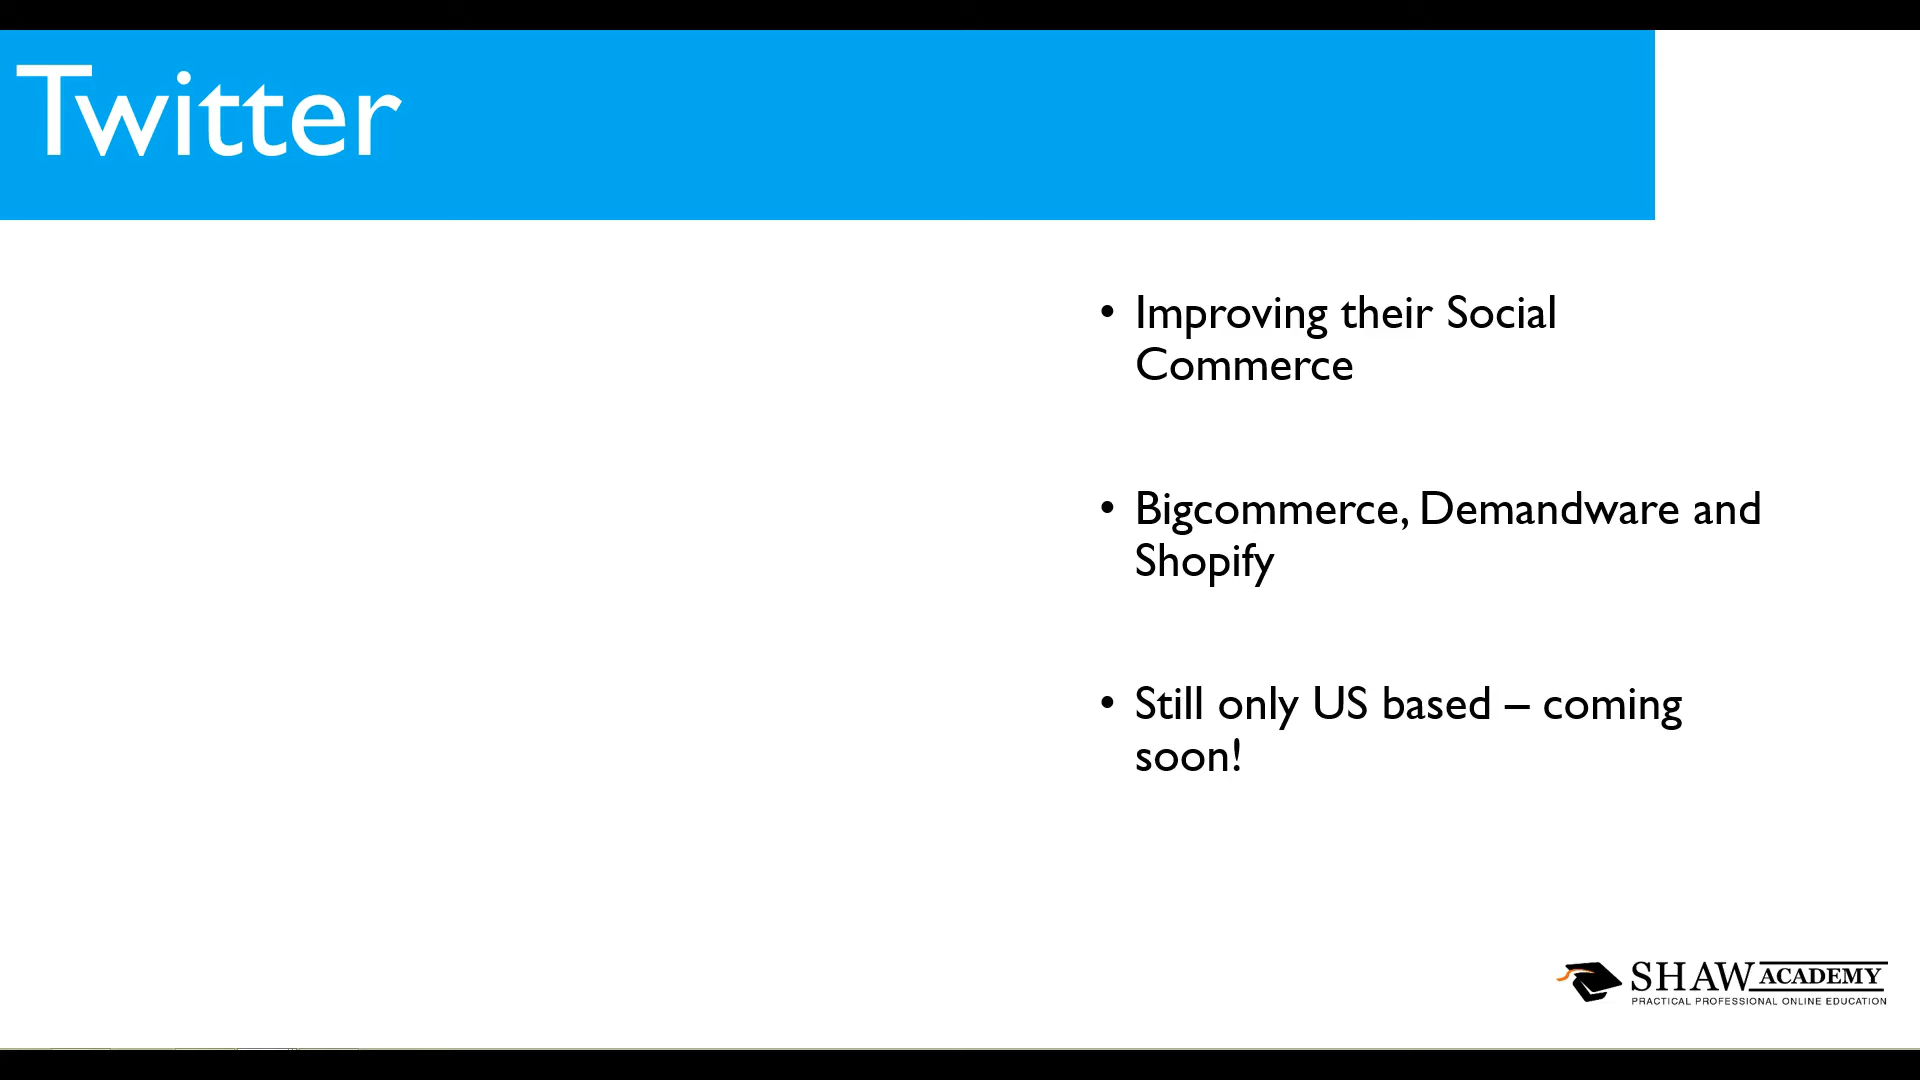 Twitter
• Improving their Social
Commerce
• Bigcommerce, Demandware and
Shopify
• Still only US based – coming
soon!
SHAW ACADEMY
PRACTICAL PROFESSIONAL ONLINE EDUCATION